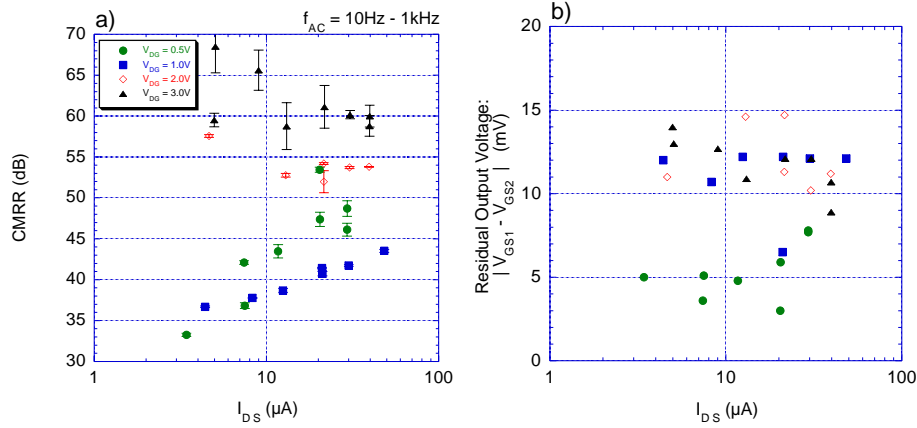 a)
f_AC = 10Hz - 1kHz
V_DG = 0.5V
V_DG = 1.0V
V_DG = 2.0V
V_DG = 3.0V
CMRR (dB)
70
65
60
55
50
45
40
35
30
1
10
100
I_DS (µA)
b)
Residual Output Voltage:
| V_GS1 - V_GS2 | (mV)
20
15
10
5
0
1
10
100
I_DS (µA)